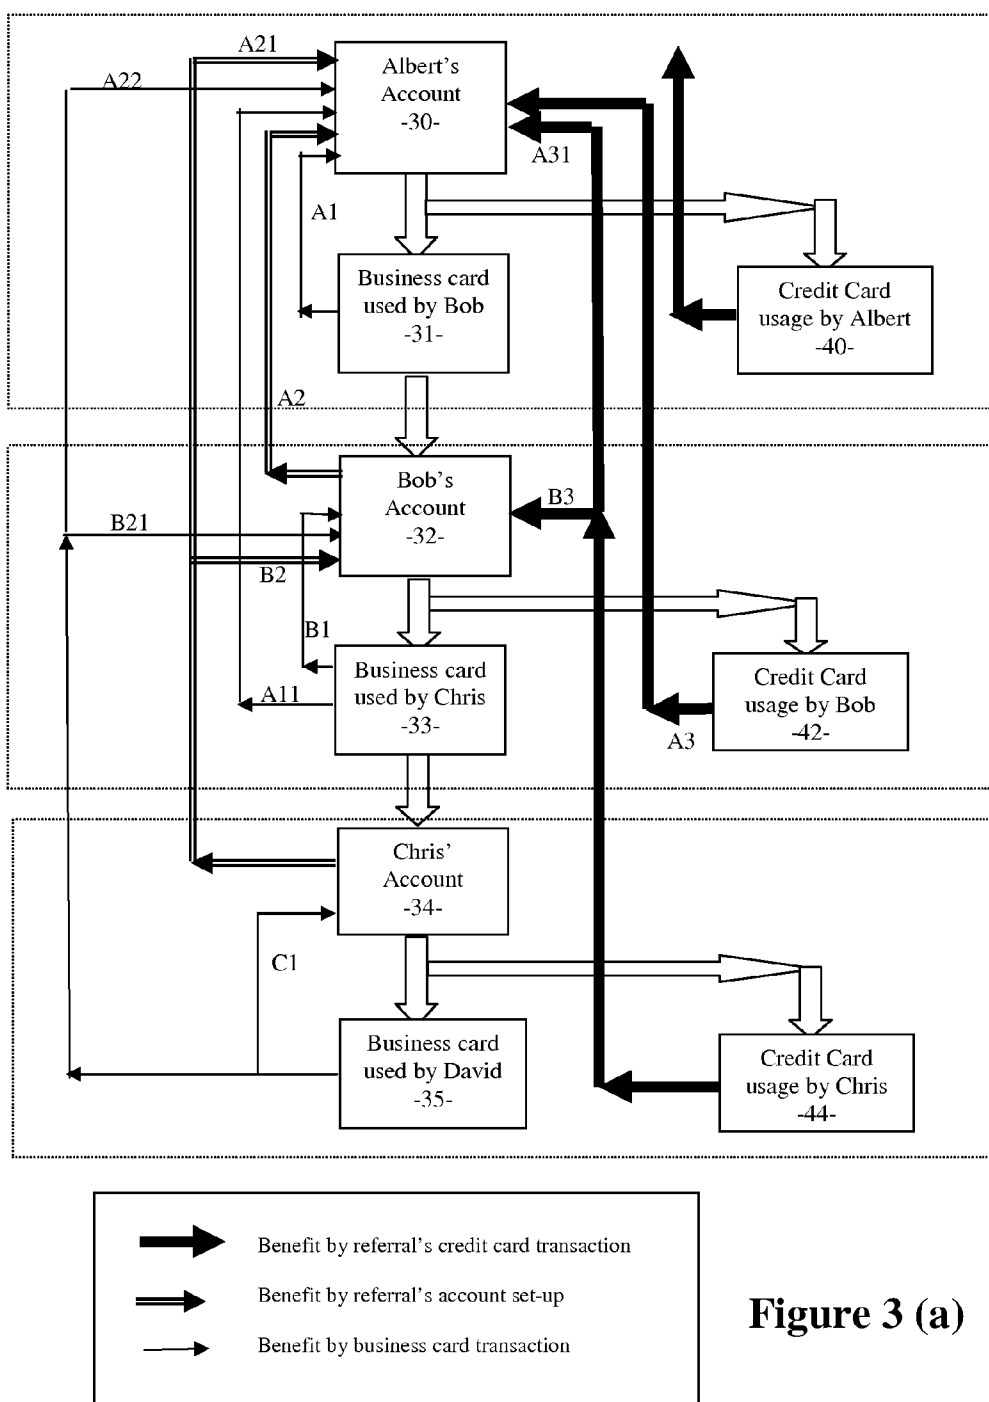 A21
Albert's
Account
-30-
A22
A31
A1
Business card
used by Bob
-31-
Credit Card
usage by Albert
-40-
A2
Bob's
Account
-32-
B3
B21
B2
B1
Business card
used by Chris
-33-
A11
Credit Card
usage by Bob
-42-
A3
Chris'
Account
-34-
C1
Business card
used by David
-35-
Credit Card
usage by Chris
-44-
Benefit by referral's credit card transaction
Benefit by referral's account set-up
Benefit by business card transaction
Figure 3 (a)